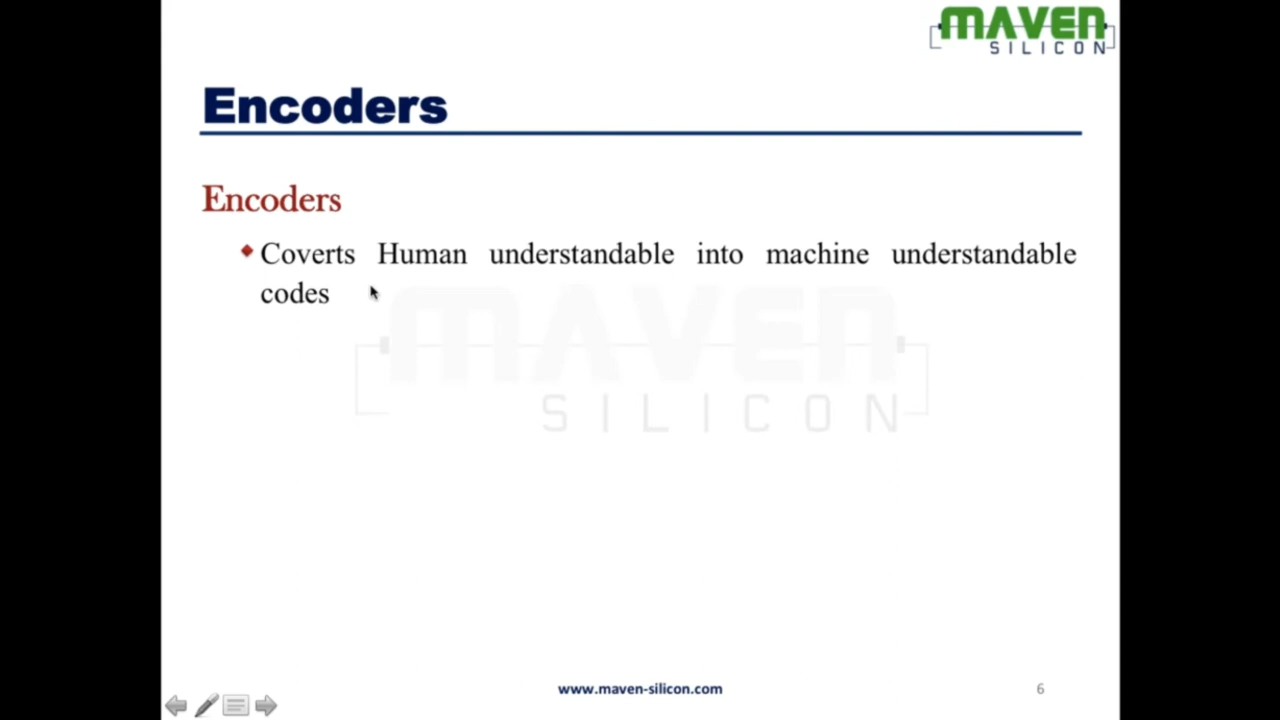 MAVEN
SILICON
Encoders
Encoders
Coverts Human understandable into machine understandable
codes
MAVEN
SILICON
www.maven-silicon.com
6